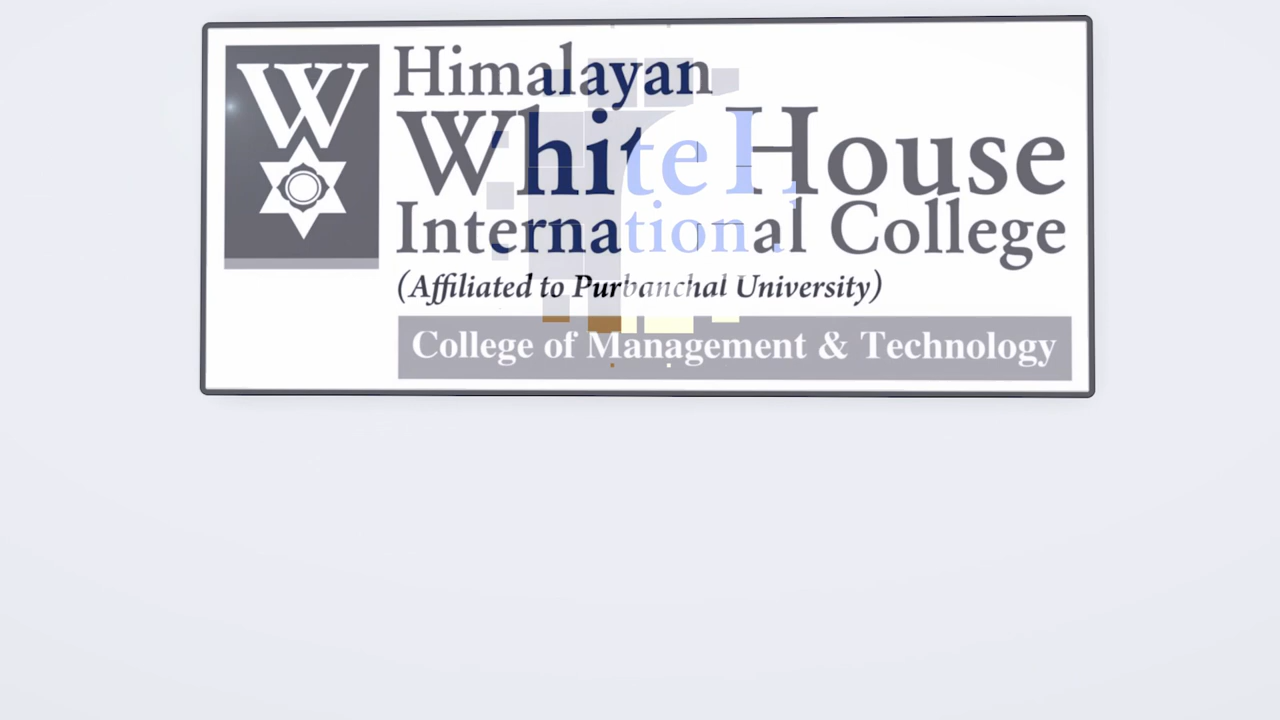 W
Himalayan
White House
International College
(Affiliated to Purbanchal University)
College of Management & Technology